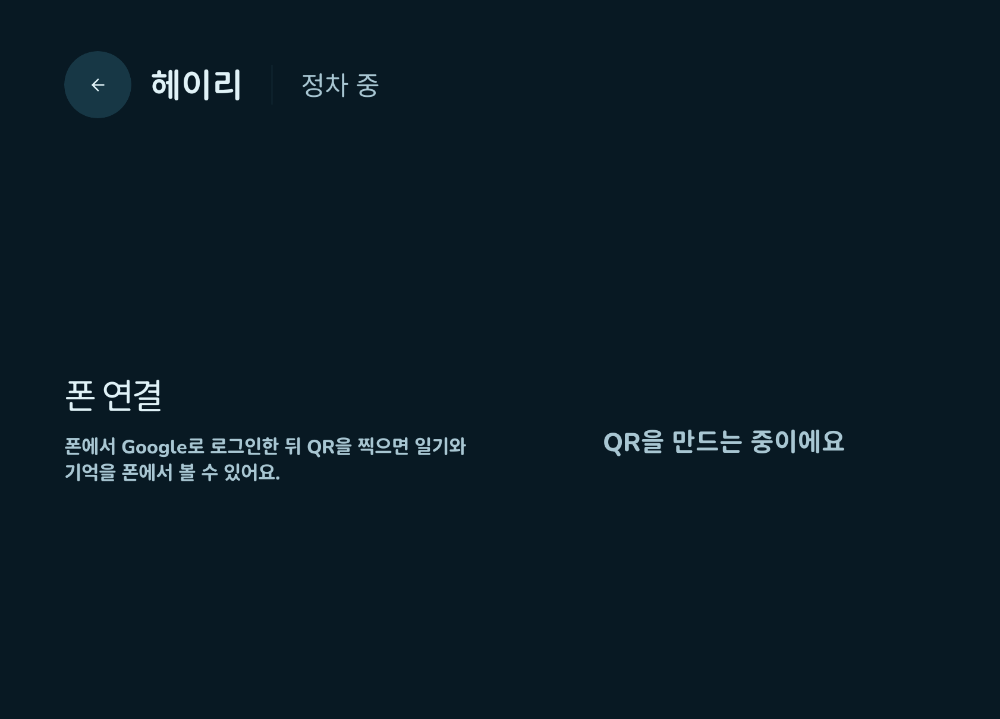 헤이리
정차 중
폰 연결
폰에서 Google로 로그인한 뒤 QR을 찍으면 일기와
기억을 폰에서 볼 수 있어요.
QR을 만드는 중이에요